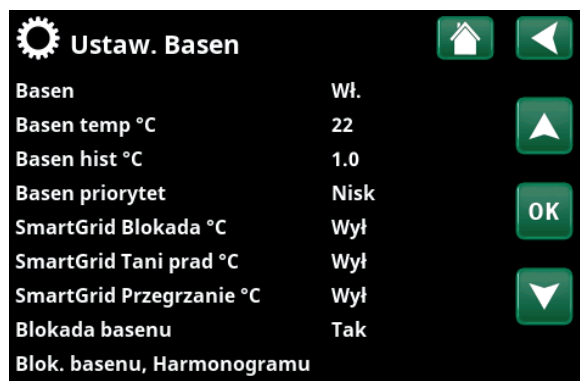 Ustaw. Basen
Basen Wł.
Basen temp °C 22
Basen hist °C 1.0
Basen priorytet Nisk
SmartGrid Blokada °C Wył
SmartGrid Tani prad °C Wył
SmartGrid Przegrzanie °C Wył
Blokada basenu Tak
Blok. basenu, Harmonogramu
OK